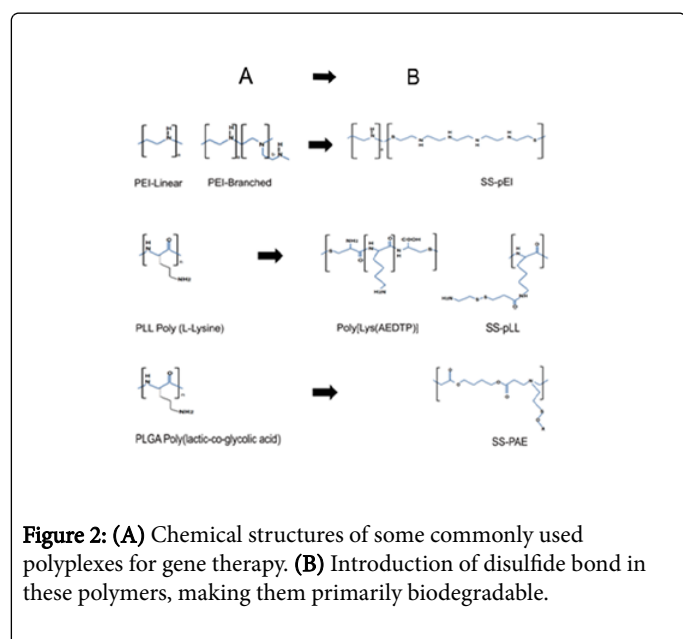 A B
PEI-Linear PEI-Branched SS-pEI
PLL Poly (L-Lysine) Poly[Lys(AEDTP)] SS-pLL
PLGA Poly(lactic-co-glycolic acid) SS-PAE
Figure 2: (A) Chemical structures of some commonly used
polyplexes for gene therapy. (B) Introduction of disulfide bond in
these polymers, making them primarily biodegradable.